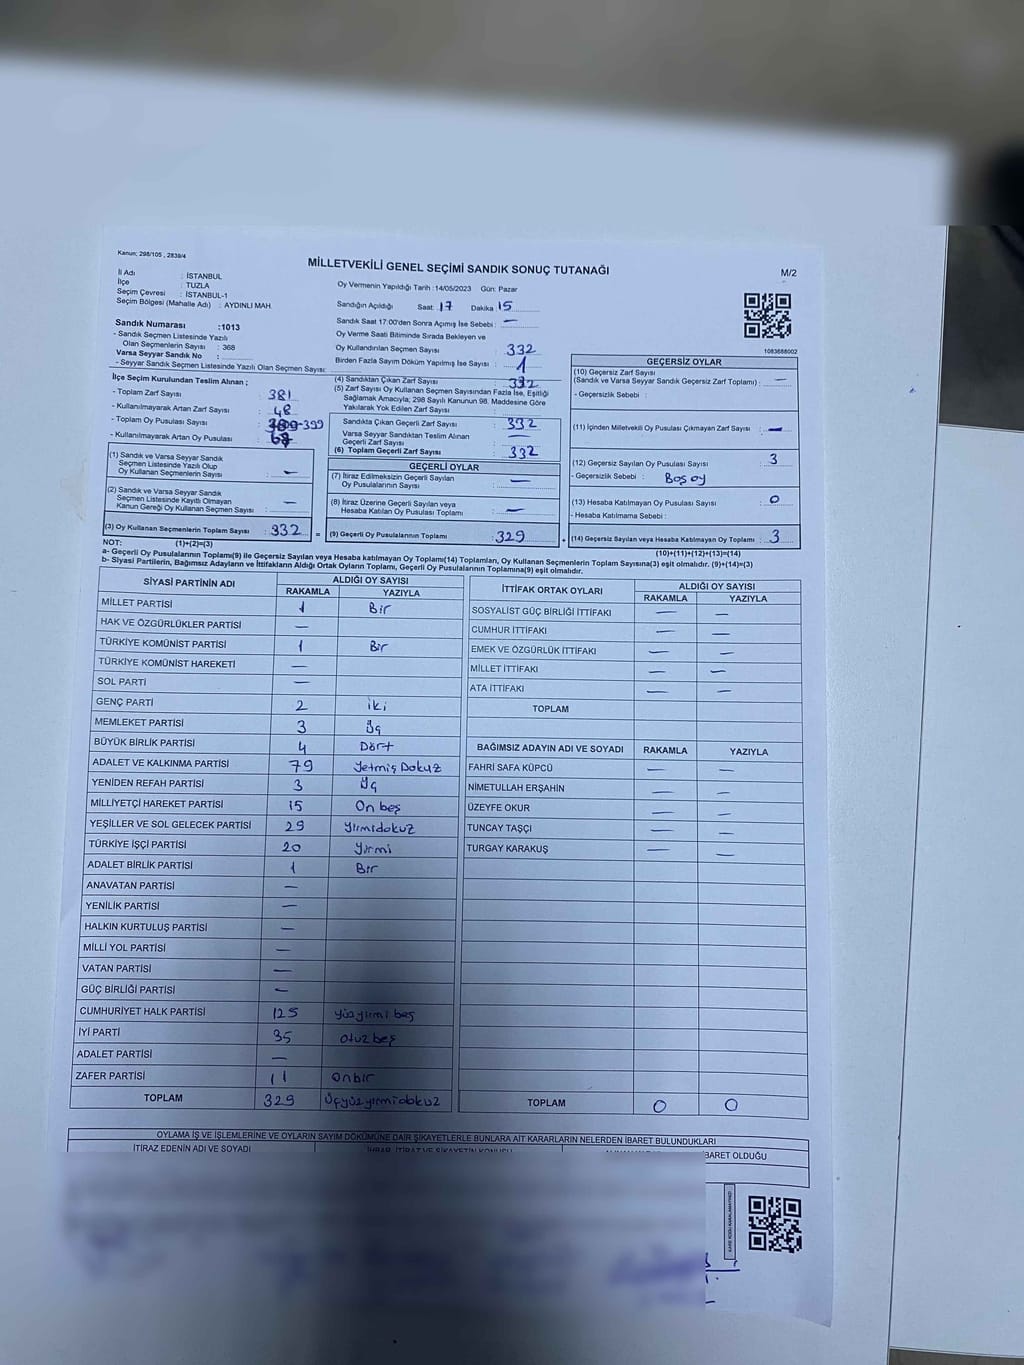 Kanun; 298/105 , 2839/4
MİLLETVEKİLİ GENEL SEÇİMİ SANDIK SONUÇ TUTANAĞI
M/2
İl Adı : İSTANBUL
İlçe : TUZLA
Seçim Çevresi : İSTANBUL-1
Seçim Bölgesi (Mahalle Adı) : AYDINLI MAH.
Sandık Numarası :1013
- Sandık Seçmen Listesinde Yazılı
Olan Seçmenlerin Sayısı : 368
Varsa Seyyar Sandık No :
- Seyyar Sandık Seçmen Listesinde Yazılı Olan Seçmen Sayısı:
İlçe Seçim Kurulundan Teslim Alınan ;
- Toplam Zarf Sayısı : 381
- Kullanılmayarak Artan Zarf Sayısı : 48
- Toplam Oy Pusulası Sayısı : 399
- Kullanılmayarak Artan Oy Pusulası :
(1) Sandık ve Varsa Seyyar Sandık
Seçmen Listesinde Yazılı Olup
Oy Kullanan Seçmenlerin Sayısı : —
(2) Sandık ve Varsa Seyyar Sandık
Seçmen Listesinde Kayıtlı Olmayan
Kanun Gereği Oy Kullanan Seçmen Sayısı : —
(3) Oy Kullanan Seçmenlerin Toplam Sayısı : 332
Oy Vermenin Yapıldığı Tarih :14/05/2023 Gün: Pazar
Sandığın Açıldığı Saat: 17 Dakika: 15
Sandık Saat 17:00'den Sonra Açmış İse Sebebi : —
Oy Verme Saati Bitiminde Sırada Bekleyen ve
Oy Kullandırılan Seçmen Sayısı : 332
Birden Fazla Sayım Döküm Yapılmış İse Sayısı : 1
(4) Sandıktan Çıkan Zarf Sayısı : 332
(5) Zarf Sayısı Oy Kullanan Seçmen Sayısından Fazla İse, Eşitliği
Sağlamak Amacıyla; 298 Sayılı Kanunun 98. Maddesine Göre
Yakılarak Yok Edilen Zarf Sayısı :
Sandıkta Çıkan Geçerli Zarf Sayısı : 332
Varsa Seyyar Sandıktan Teslim Alınan
Geçerli Zarf Sayısı : —
(6) Toplam Geçerli Zarf Sayısı : 332
GEÇERLİ OYLAR
(7) İtiraz Edilmeksizin Geçerli Sayılan
Oy Pusulalarının Sayısı : —
(8) İtiraz Üzerine Geçerli Sayılan veya
Hesaba Katılan Oy Pusulası Toplamı : —
= (9) Geçerli Oy Pusulalarının Toplamı : 329
1083688002
GEÇERSİZ OYLAR
(10) Geçersiz Zarf Sayısı
(Sandık ve Varsa Seyyar Sandık Geçersiz Zarf Toplamı) : —
- Geçersizlik Sebebi :
(11) İçinden Milletvekili Oy Pusulası Çıkmayan Zarf Sayısı : —
(12) Geçersiz Sayılan Oy Pusulası Sayısı : 3
- Geçersizlik Sebebi : Boş oy
(13) Hesaba Katılmayan Oy Pusulası Sayısı : 0
- Hesaba Katılmama Sebebi :
+ (14) Geçersiz Sayılan veya Hesaba Katılmayan Oy Toplamı : 3
NOT: (1)+(2)=(3)
(10)+(11)+(12)+(13)=(14)
a- Geçerli Oy Pusulalarının Toplamı(9) ile Geçersiz Sayılan veya Hesaba katılmayan Oy Toplamı(14) Toplamları, Oy Kullanan Seçmenlerin Toplam Sayısına(3) eşit olmalıdır. (9)+(14)=(3)
b- Siyasi Partilerin, Bağımsız Adayların ve İttifakların Aldığı Ortak Oyların Toplamı, Geçerli Oy Pusulalarının Toplamına(9) eşit olmalıdır.
SİYASİ PARTİNİN ADI ALDIĞI OY SAYISI
RAKAMLA YAZIYLA
MİLLET PARTİSİ 1 Bir
HAK VE ÖZGÜRLÜKLER PARTİSİ —
TÜRKİYE KOMÜNİST PARTİSİ 1 Bir
TÜRKİYE KOMÜNİST HAREKETİ —
SOL PARTİ —
GENÇ PARTİ 2 iki
MEMLEKET PARTİSİ 3 Üç
BÜYÜK BİRLİK PARTİSİ 4 Dört
ADALET VE KALKINMA PARTİSİ 79 Yetmiş Dokuz
YENİDEN REFAH PARTİSİ 3 Üç
MİLLİYETÇİ HAREKET PARTİSİ 15 On beş
YEŞİLLER VE SOL GELECEK PARTİSİ 29 yirmidokuz
TÜRKİYE İŞÇİ PARTİSİ 20 yirmi
ADALET BİRLİK PARTİSİ 1 Bir
ANAVATAN PARTİSİ —
YENİLİK PARTİSİ —
HALKIN KURTULUŞ PARTİSİ —
MİLLİ YOL PARTİSİ —
VATAN PARTİSİ —
GÜÇ BİRLİĞİ PARTİSİ —
CUMHURİYET HALK PARTİSİ 125 yüzyirmi beş
İYİ PARTİ 35 otuz beş
ADALET PARTİSİ —
ZAFER PARTİSİ 11 onbir
TOPLAM 329 Üçyüzyirmidokuz
İTTİFAK ORTAK OYLARI ALDIĞI OY SAYISI
RAKAMLA YAZIYLA
SOSYALİST GÜÇ BİRLİĞİ İTTİFAKI — —
CUMHUR İTTİFAKI — —
EMEK VE ÖZGÜRLÜK İTTİFAKI — —
MİLLET İTTİFAKI — —
ATA İTTİFAKI — —
TOPLAM
BAĞIMSIZ ADAYIN ADI VE SOYADI RAKAMLA YAZIYLA
FAHRİ SAFA KÜPCÜ — —
NİMETULLAH ERŞAHİN — —
ÜZEYFE OKUR — —
TUNCAY TAŞÇI — —
TURGAY KARAKUŞ — —
TOPLAM 0 0
OYLAMA İŞ VE İŞLEMLERİNE VE OYLARIN SAYIM DÖKÜMÜNE DAİR ŞİKAYETLERLE BUNLARA AİT KARARLARIN NELERDEN İBARET BULUNDUKLARI
İTİRAZ EDENİN ADI VE SOYADI
İBARET OLDUĞU